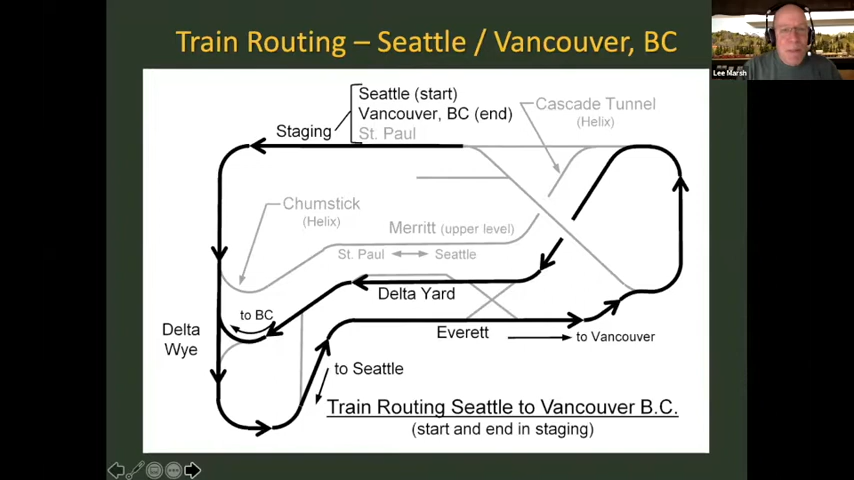 Train Routing – Seattle / Vancouver, BC
Lee Marsh
Seattle (start)
Vancouver, BC (end)
St. Paul
Staging
Cascade Tunnel
(Helix)
Chumstick
(Helix)
Merritt (upper level)
St. Paul
Seattle
Delta Yard
to BC
Delta
Wye
Everett
to Vancouver
to Seattle
Train Routing Seattle to Vancouver B.C.
(start and end in staging)